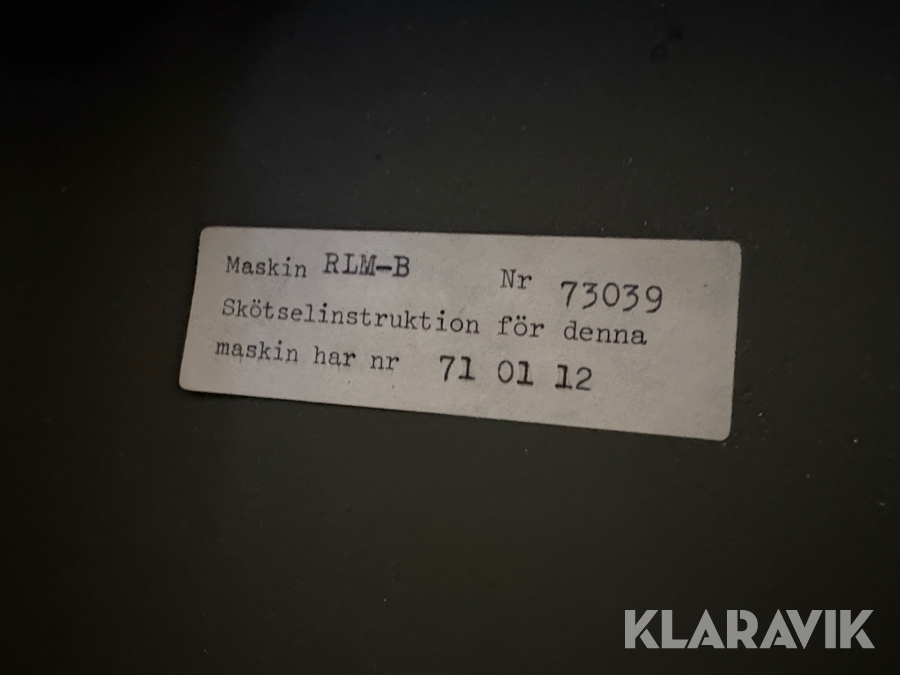 Maskin RLM-B Nr 73039
Skötselinstruktion för denna
maskin har nr 71 01 12
KLARAVIK